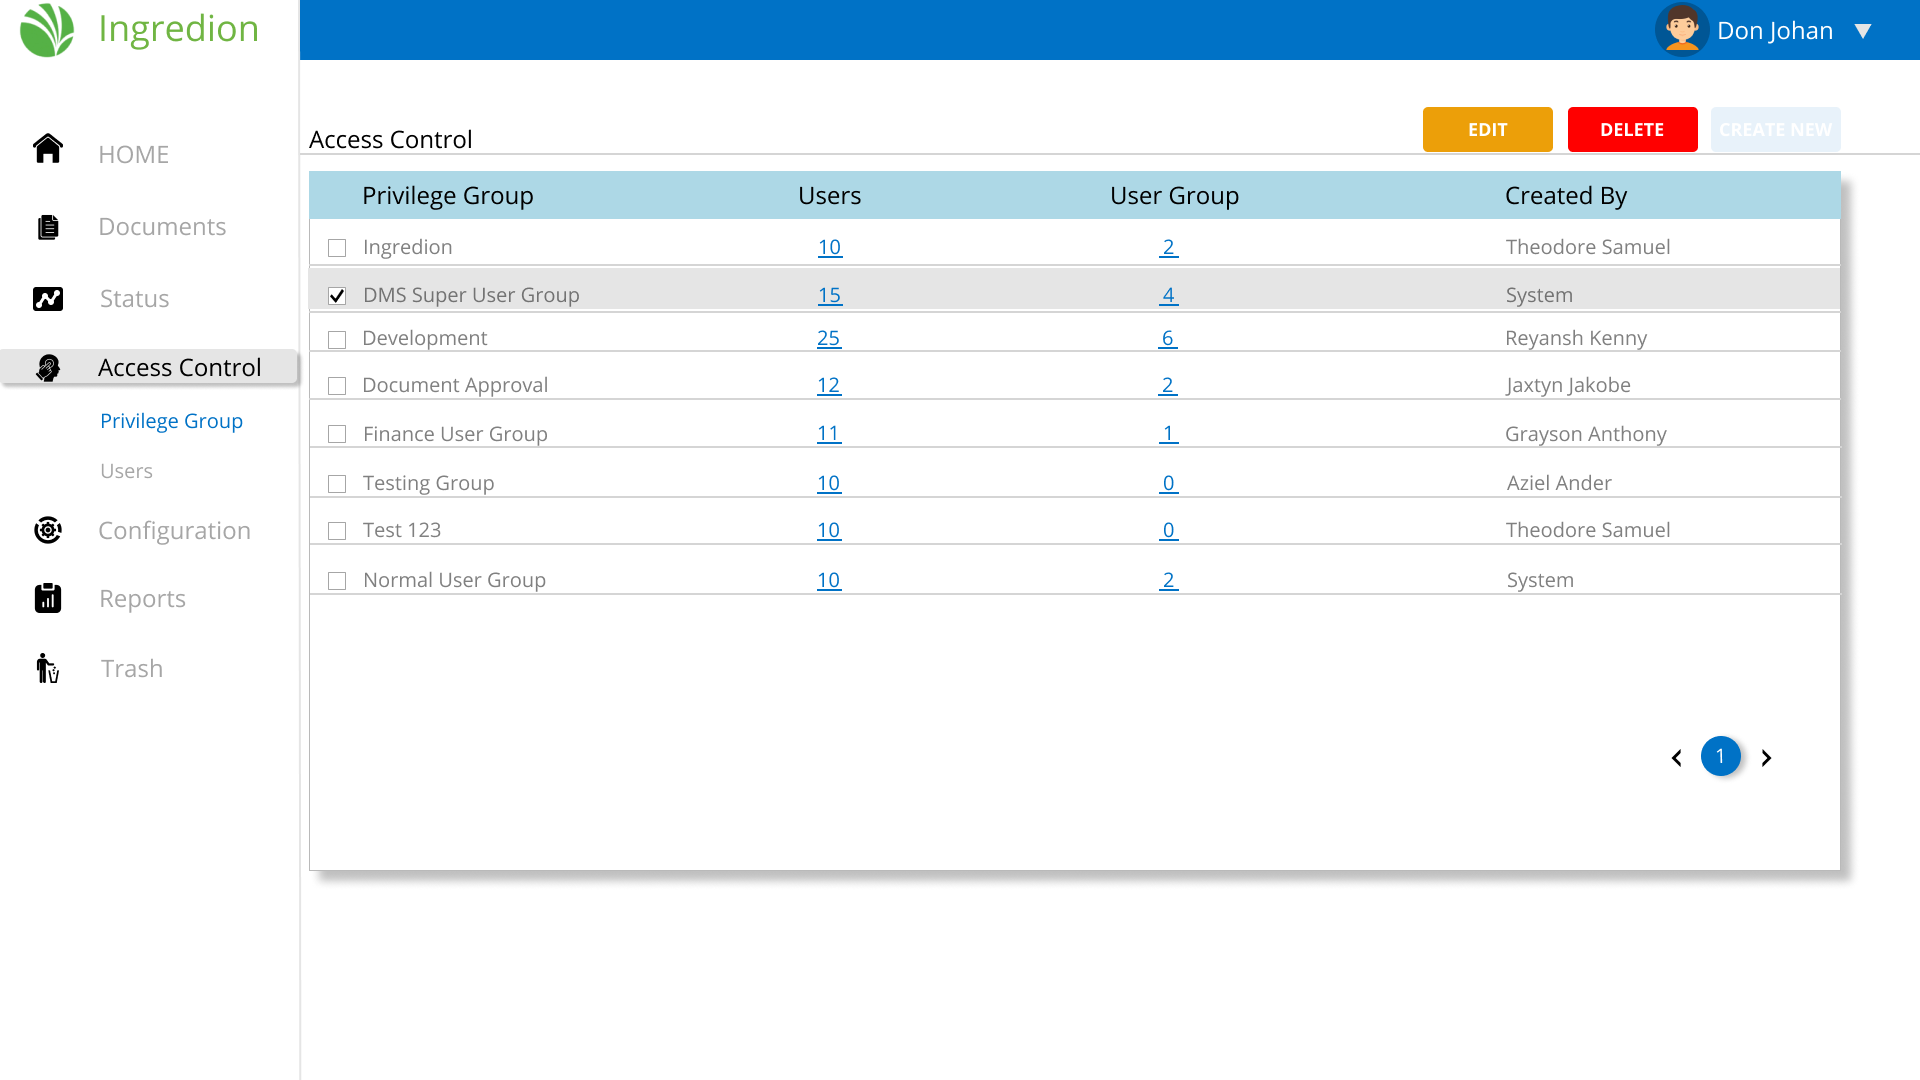 Ingredion
Don Johan ▼
HOME
Documents
Status
Access Control
Privilege Group
Users
Configuration
Reports
Trash
Access Control
EDIT DELETE CREATE NEW
Privilege Group Users User Group Created By
Ingredion 10 2 Theodore Samuel
DMS Super User Group 15 4 System
Development 25 6 Reyansh Kenny
Document Approval 12 2 Jaxtyn Jakobe
Finance User Group 11 1 Grayson Anthony
Testing Group 10 0 Aziel Ander
Test 123 10 0 Theodore Samuel
Normal User Group 10 2 System
1